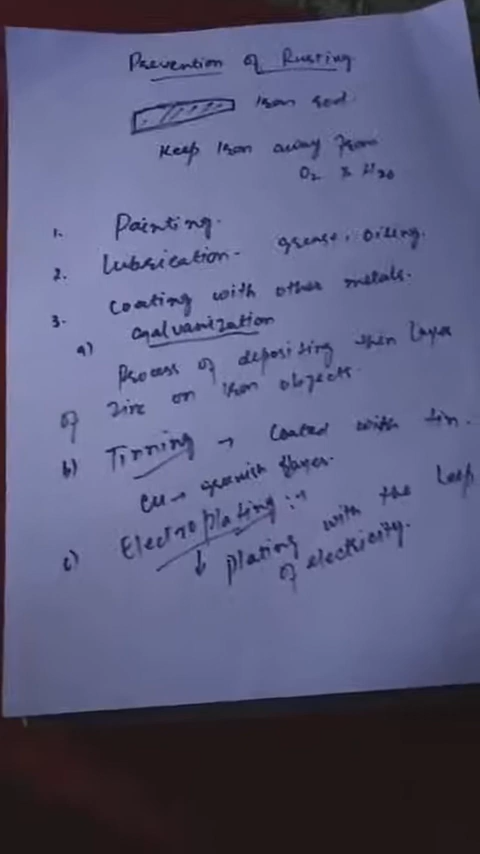 Prevention of Rusting
Iron rod.
Keep Iron away from
O2 & H2O
1. Painting.
2. Lubrication - grease, oiling.
3. Coating with other metals.
a) Galvanization
Process of depositing thin layer
of zinc on Iron objects.
b) Tinning → Coated with tin.
Cu → greenish layer.
c) Electroplating :-
↓ Plating with the
of electricity.